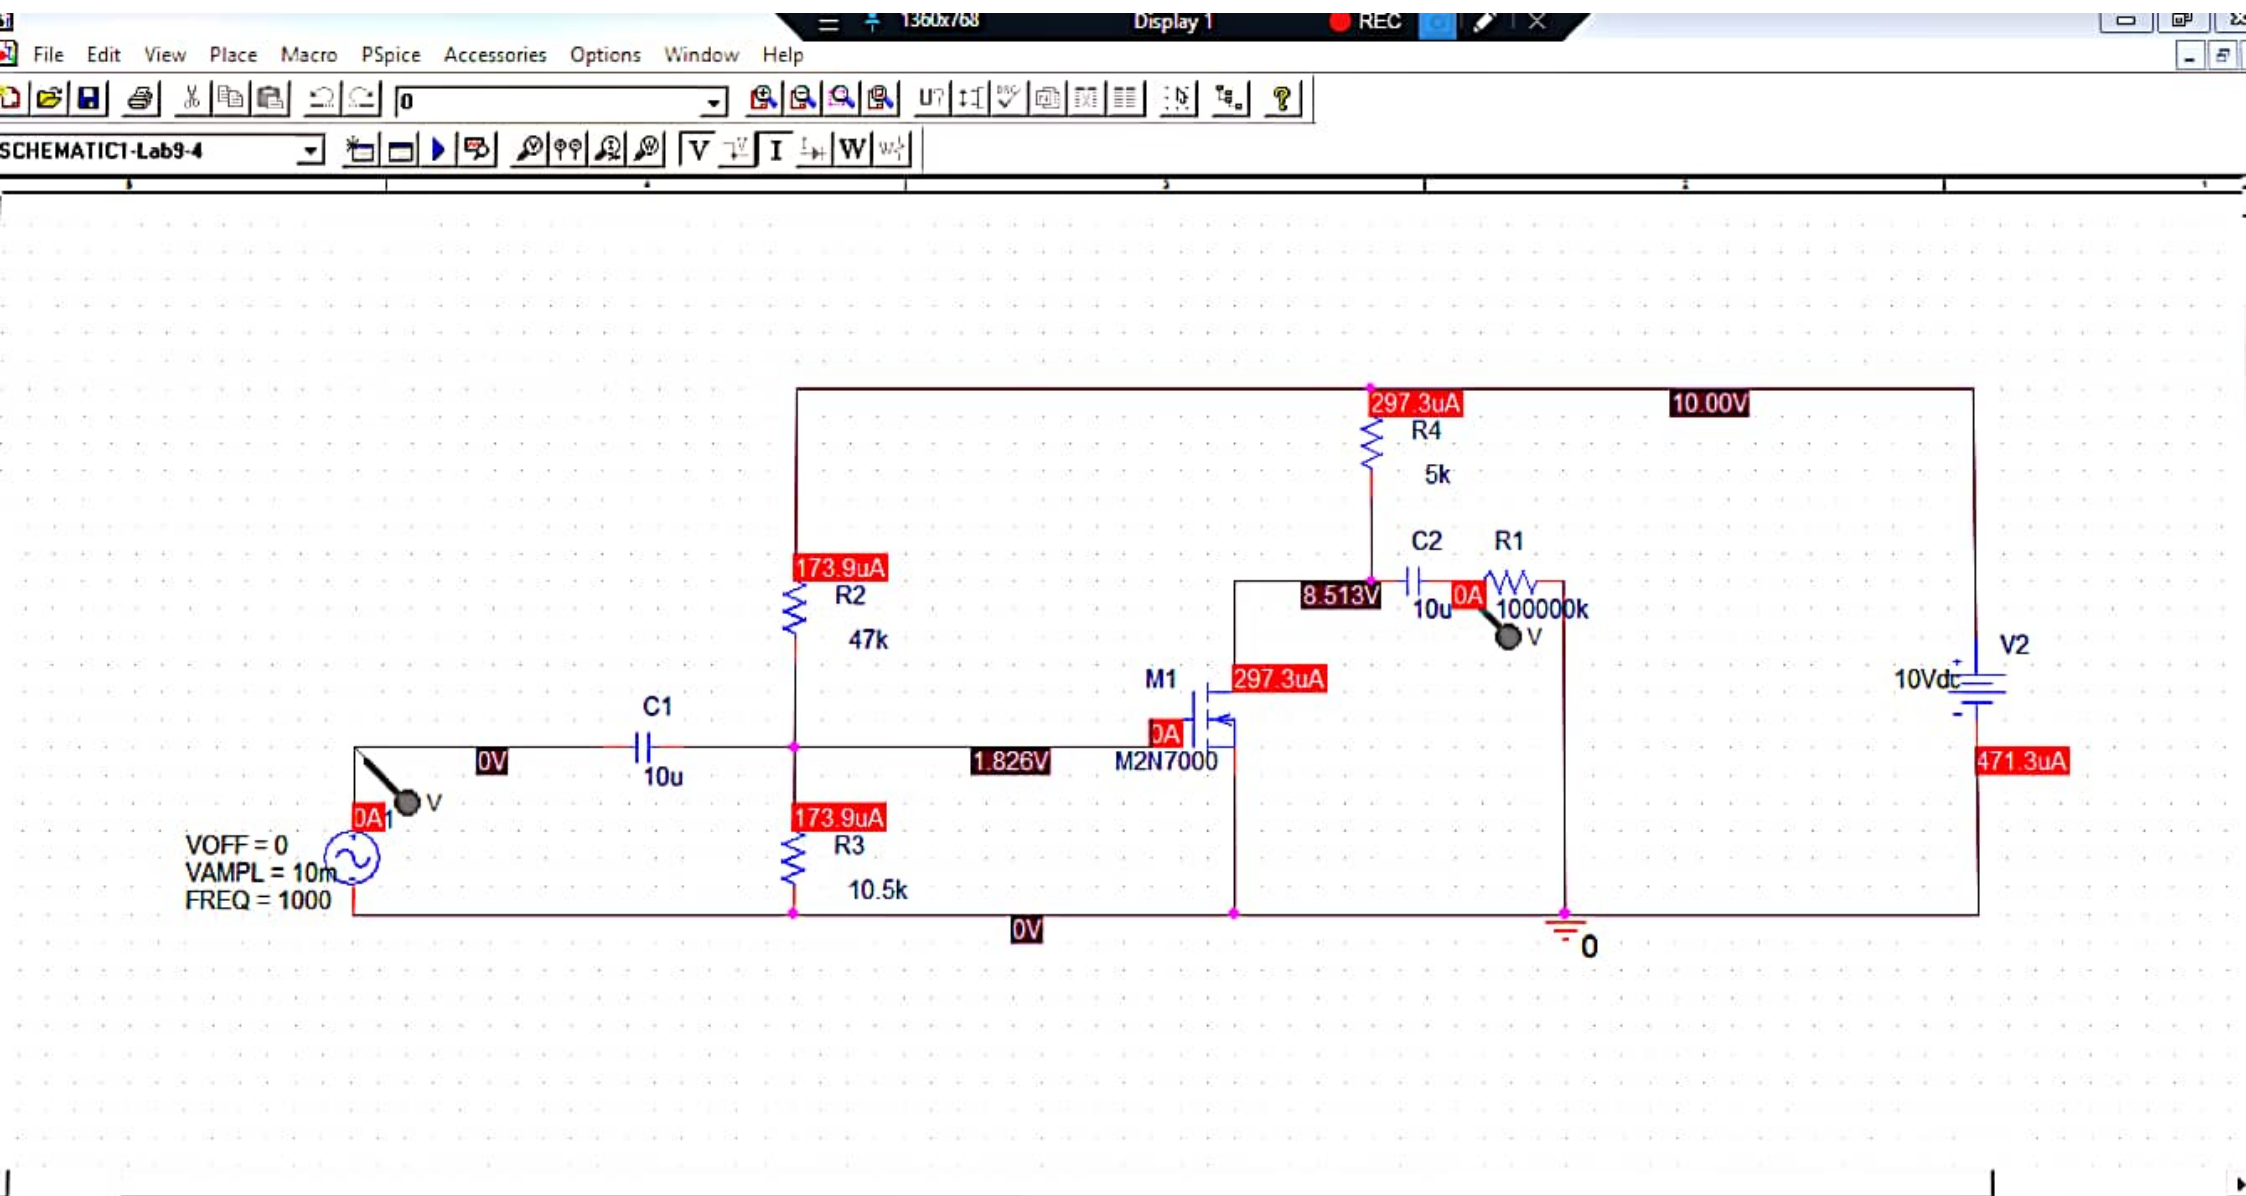 1360x768 Display 1 REC
File Edit View Place Macro PSpice Accessories Options Window Help
0
U?
SCHEMATIC1-Lab9-4
V I W
297.3uA
10.00V
R4
5k
173.9uA
R2
47k
C2 R1
8.513V
10u
0A
100000k
V
V2
10Vdc
M1
297.3uA
C1
0A
0V
10u
1.826V
M2N7000
471.3uA
V
0A
1
173.9uA
VOFF = 0
VAMPL = 10m
FREQ = 1000
R3
10.5k
0V
0